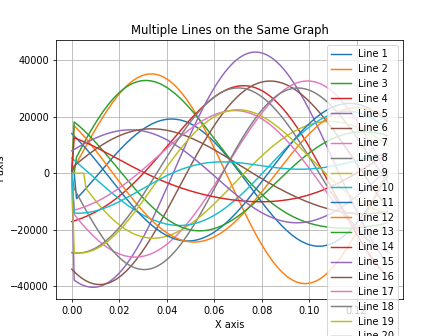 Multiple Lines on the Same Graph
40000
20000
0
−20000
−40000
0.00
0.02
0.04
0.06
0.08
0.10
X axis
Line 1
Line 2
Line 3
Line 4
Line 5
Line 6
Line 7
Line 8
Line 9
Line 10
Line 11
Line 12
Line 13
Line 14
Line 15
Line 16
Line 17
Line 18
Line 19
Line 20